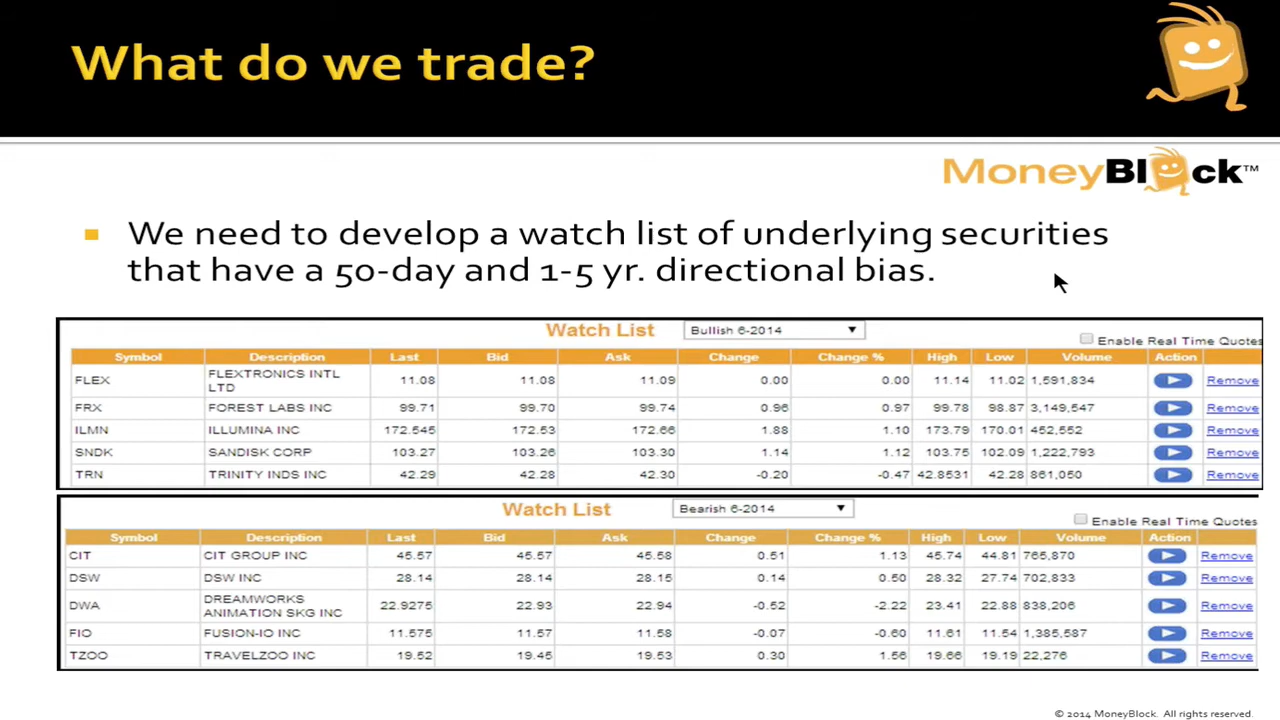 What do we trade?
MoneyBlock™
We need to develop a watch list of underlying securities
that have a 50-day and 1-5 yr. directional bias.
Watch List Bullish 6-2014
Enable Real Time Quotes
Symbol Description Last Bid Ask Change Change % High Low Volume Action
FLEX FLEXTRONICS INTL LTD 11.08 11.08 11.09 0.00 0.00 11.14 11.02 1,591,834 Remove
FRX FOREST LABS INC 99.71 99.70 99.74 0.96 0.97 99.78 98.87 3,149,547 Remove
ILMN ILLUMINA INC 172.545 172.53 172.66 1.88 1.10 173.79 170.01 452,552 Remove
SNDK SANDISK CORP 103.27 103.26 103.30 1.14 1.12 103.75 102.09 1,222,793 Remove
TRN TRINITY INDS INC 42.29 42.28 42.30 -0.20 -0.47 42.8531 42.28 861,050 Remove
Watch List Bearish 6-2014
Enable Real Time Quotes
Symbol Description Last Bid Ask Change Change % High Low Volume Action
CIT CIT GROUP INC 45.57 45.57 45.58 0.51 1.13 45.74 44.81 765,870 Remove
DSW DSW INC 28.14 28.14 28.15 0.14 0.50 28.32 27.74 702,833 Remove
DWA DREAMWORKS ANIMATION SKG INC 22.9275 22.93 22.94 -0.52 -2.22 23.41 22.88 838,206 Remove
FIO FUSION-IO INC 11.575 11.57 11.58 -0.07 -0.60 11.61 11.54 1,385,587 Remove
TZOO TRAVELZOO INC 19.52 19.45 19.53 0.30 1.56 19.66 19.19 22,276 Remove
© 2014 MoneyBlock. All rights reserved.